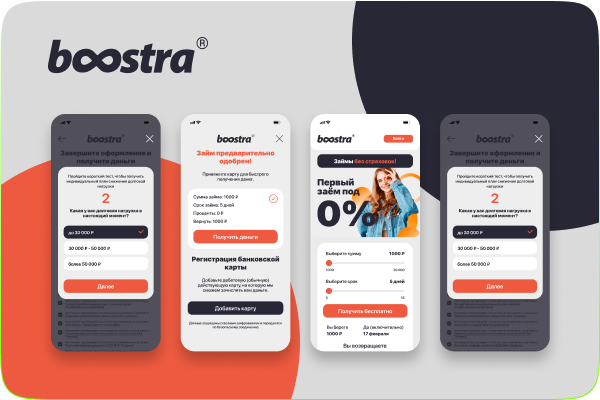 boostra®
boostra
Завершите оформление и
получите деньги
Пройдите короткий тест, чтобы получить
индивидуальный план снижения долговой
нагрузки
2
Какая у вас долговая нагрузка в
настоящий момент?
до 30 000 ₽
30 000 ₽ - 50 000 ₽
более 50 000 ₽
Далее
boostra
Займ предварительно
одобрен!
Привяжите карту для быстрого
получения денег.
Сумма займа: 1000 ₽
Срок займа: 5 дней
Проценты: 0 ₽
Вернуть: 1000 ₽
Получить деньги
Регистрация банковской
карты
Добавьте дебетовую (обычную)
действующую карту, на которую мы
сможем зачислить вам деньги.
Добавить карту
boostra
Войти
Займы без страховок!
Первый
заём под
0%
Выберите сумму 1000 ₽
1000 30 000
Выберите срок 5 дней
5
Получить бесплатно
Вы берете До (включительно)
1000 ₽ 17 февраля
Вы возвращаете
boostra
Завершите оформление и
получите деньги
Пройдите короткий тест, чтобы получить
индивидуальный план снижения долговой
нагрузки
2
Какая у вас долговая нагрузка в
настоящий момент?
до 30 000 ₽
30 000 ₽ - 50 000 ₽
более 50 000 ₽
Далее